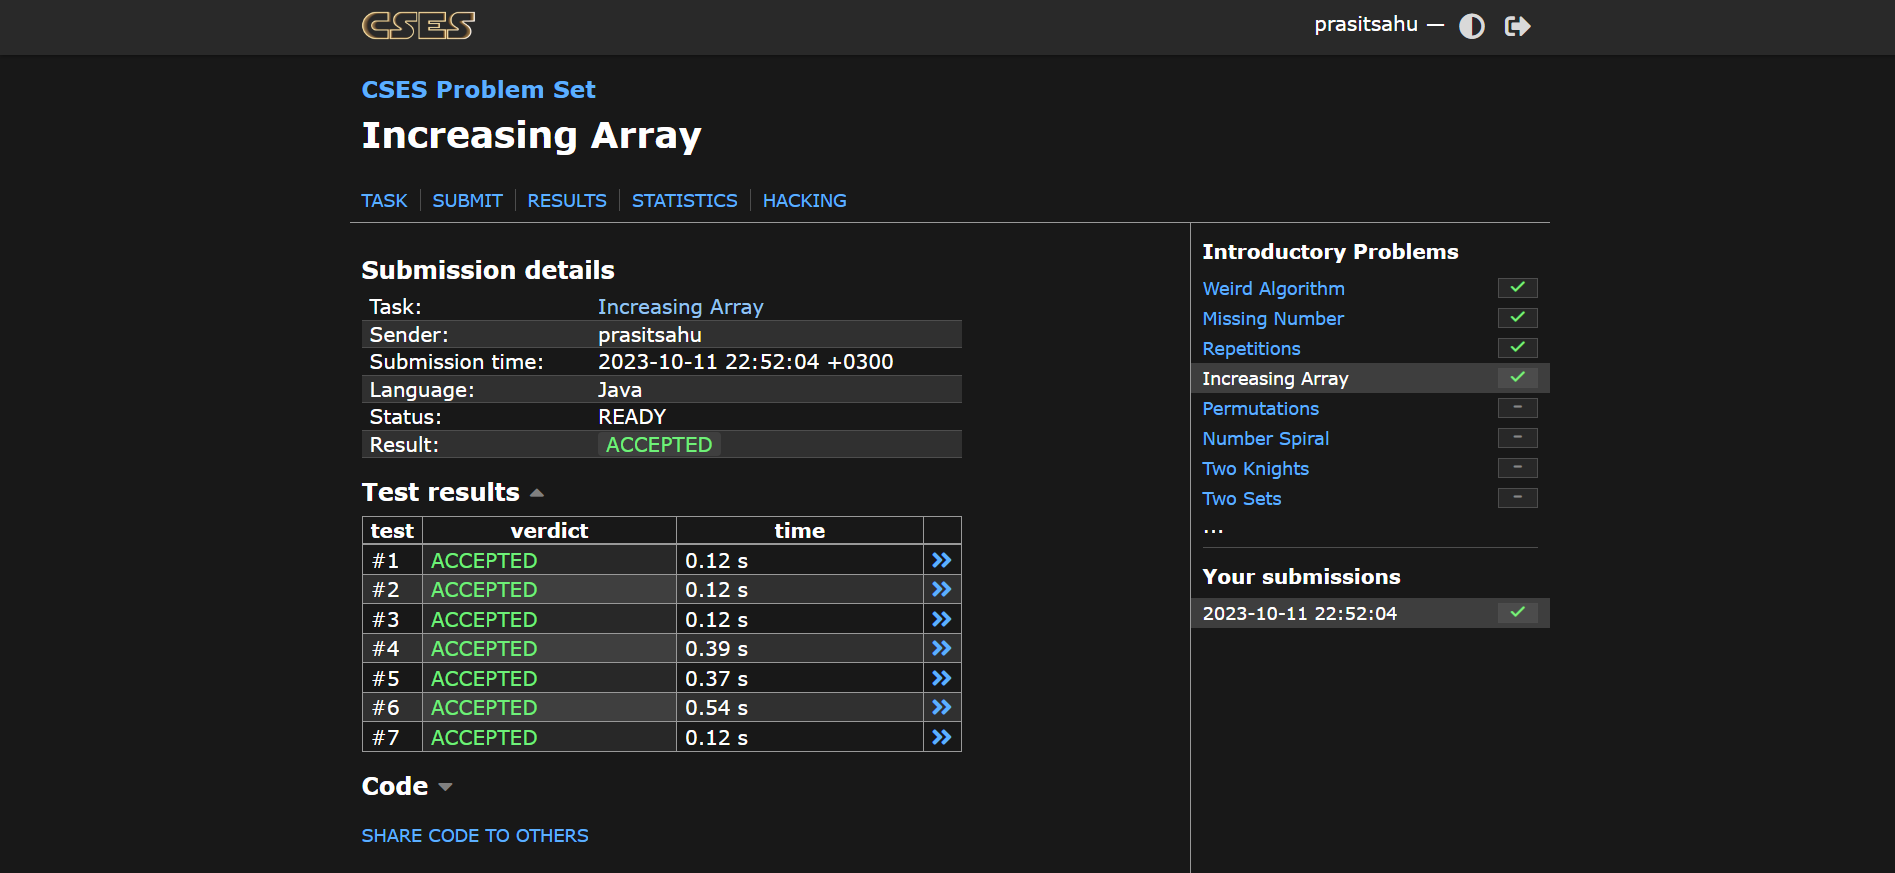 CSES
prasitsahu —
CSES Problem Set
Increasing Array
TASK SUBMIT RESULTS STATISTICS HACKING
Submission details
Task: Increasing Array
Sender: prasitsahu
Submission time: 2023-10-11 22:52:04 +0300
Language: Java
Status: READY
Result: ACCEPTED
Test results
test verdict time
#1 ACCEPTED 0.12 s
#2 ACCEPTED 0.12 s
#3 ACCEPTED 0.12 s
#4 ACCEPTED 0.39 s
#5 ACCEPTED 0.37 s
#6 ACCEPTED 0.54 s
#7 ACCEPTED 0.12 s
Code
SHARE CODE TO OTHERS
Introductory Problems
Weird Algorithm
Missing Number
Repetitions
Increasing Array
Permutations –
Number Spiral –
Two Knights –
Two Sets –
...
Your submissions
2023-10-11 22:52:04